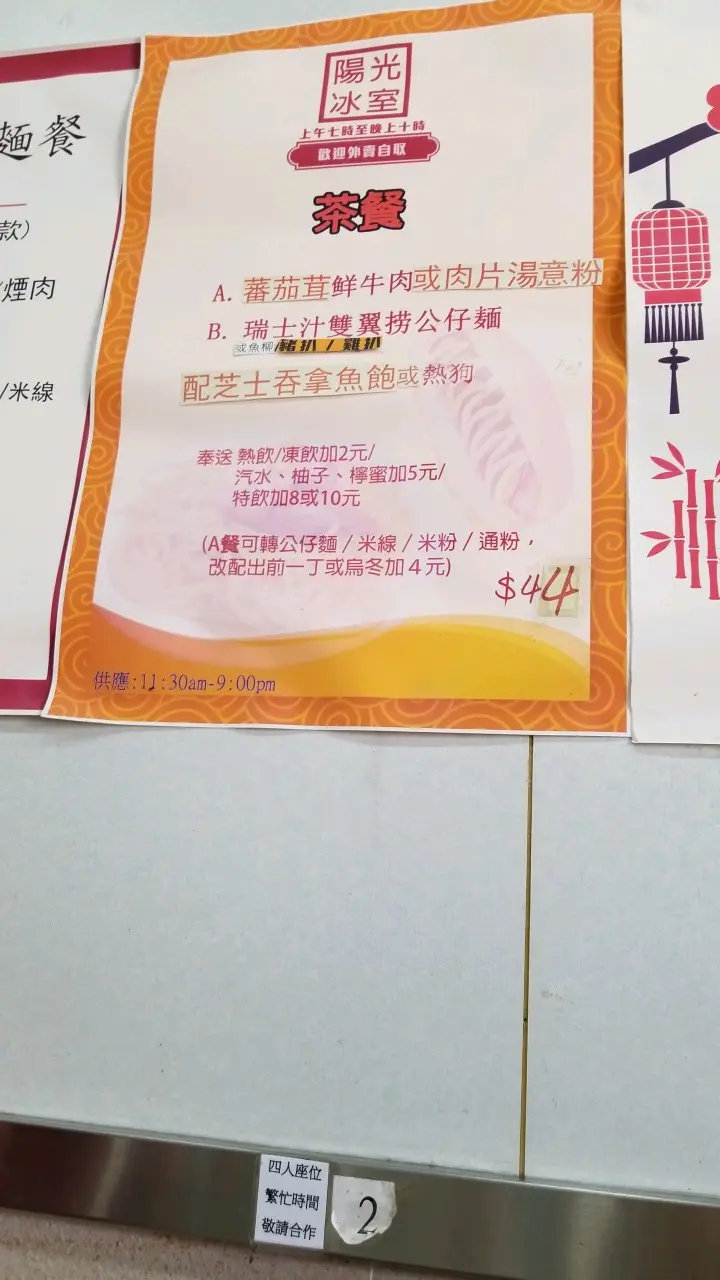 麵餐
款)
煙肉
/米線
陽光
冰室
上午七時至晚上十時
歡迎外賣自取
茶餐
A. 蕃茄茸鮮牛肉或肉片湯意粉
B. 瑞士汁雙翼撈公仔麵
或魚柳/豬扒 / 雞扒
配芝士吞拿魚飽或熱狗
奉送 熱飲/凍飲加2元/
汽水、柚子、檸蜜加5元/
特飲加8或10元
(A餐可轉公仔麵 / 米線 / 米粉 / 通粉，
改配出前一丁或烏冬加４元)
$44
供應:11:30am-9:00pm
四人座位
繁忙時間
敬請合作
2